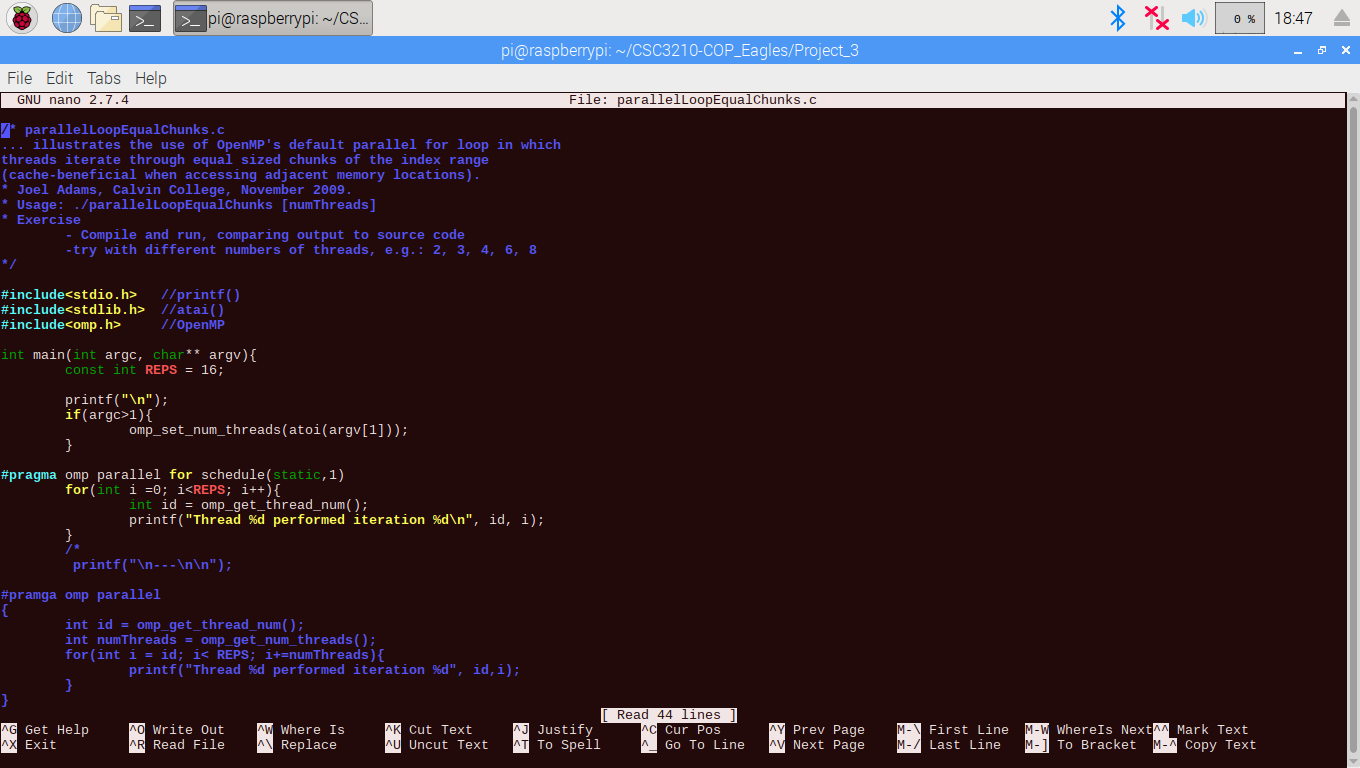 pi@raspberrypi: ~/CS...
0 %
18:47
pi@raspberrypi: ~/CSC3210-COP_Eagles/Project_3
File Edit Tabs Help
GNU nano 2.7.4 File: parallelLoopEqualChunks.c
/* parallelLoopEqualChunks.c
... illustrates the use of OpenMP's default parallel for loop in which
threads iterate through equal sized chunks of the index range
(cache-beneficial when accessing adjacent memory locations).
* Joel Adams, Calvin College, November 2009.
* Usage: ./parallelLoopEqualChunks [numThreads]
* Exercise
        - Compile and run, comparing output to source code
        -try with different numbers of threads, e.g.: 2, 3, 4, 6, 8
*/
#include<stdio.h>   //printf()
#include<stdlib.h>  //atai()
#include<omp.h>     //OpenMP
int main(int argc, char** argv){
        const int REPS = 16;
        printf("\n");
        if(argc>1){
                omp_set_num_threads(atoi(argv[1]));
        }
#pragma omp parallel for schedule(static,1)
        for(int i =0; i<REPS; i++){
                int id = omp_get_thread_num();
                printf("Thread %d performed iteration %d\n", id, i);
        }
        /*
         printf("\n---\n\n");
#pramga omp parallel
{
        int id = omp_get_thread_num();
        int numThreads = omp_get_num_threads();
        for(int i = id; i< REPS; i+=numThreads){
                printf("Thread %d performed iteration %d", id,i);
        }
}
[ Read 44 lines ]
^G Get Help ^O Write Out ^W Where Is ^K Cut Text ^J Justify ^C Cur Pos ^Y Prev Page M-\ First Line M-W WhereIs Next ^^ Mark Text
^X Exit ^R Read File ^\ Replace ^U Uncut Text ^T To Spell ^_ Go To Line ^V Next Page M-/ Last Line M-] To Bracket M-^ Copy Text